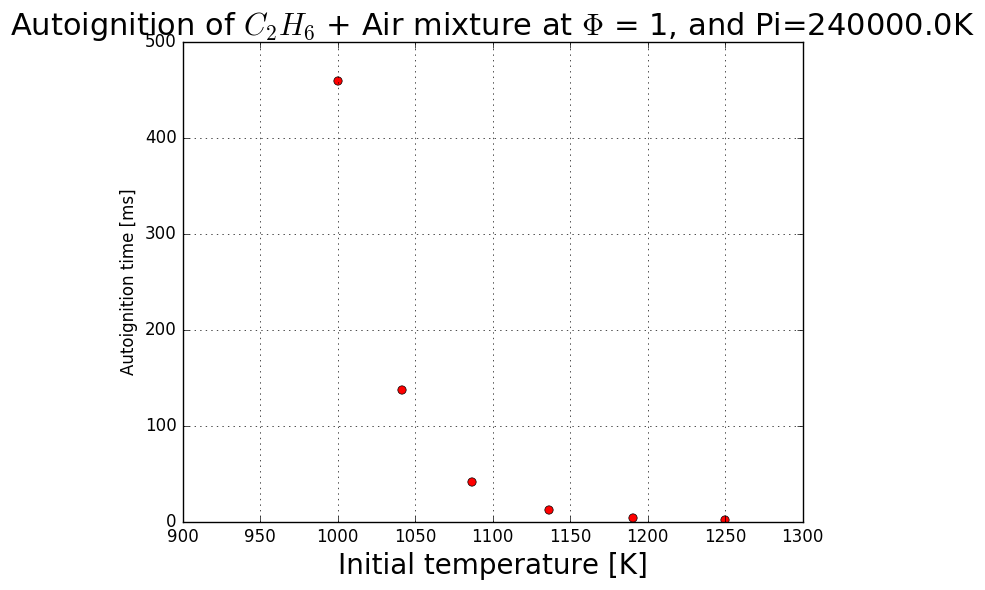 Autoignition of C₂H₆ + Air mixture at Φ = 1, and Pi=240000.0K
500
400
300
200
100
0
Autoignition time [ms]
900 950 1000 1050 1100 1150 1200 1250 1300
Initial temperature [K]